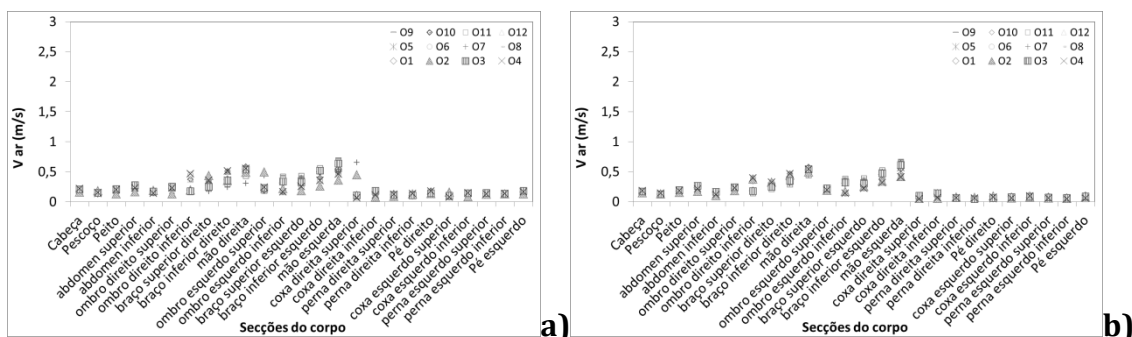 3
2,5
2
1,5
1
0,5
0
V ar (m/s)
O9 O10 O11 O12
O5 O6 O7 O8
O1 O2 O3 O4
Cabeça
Pescoço
Peito
abdomen superior
abdomen inferior
ombro direito superior
ombro direito inferior
braço superior direito
braço inferior direito
mão direita
ombro esquerdo superior
ombro esquerdo inferior
braço superior esquerdo
braço inferior esquerdo
mão esquerda
coxa direita superior
coxa direita inferior
perna direita superior
perna direita inferior
Pé direito
coxa esquerdo superior
coxa esquerdo inferior
perna esquerdo superior
perna esquerdo inferior
Pé esquerdo
Secções do corpo
a)
3
2,5
2
1,5
1
0,5
0
V ar (m/s)
O9 O10 O11 O12
O5 O6 O7 O8
O1 O2 O3 O4
Cabeça
Pescoço
Peito
abdomen superior
abdomen inferior
ombro direito superior
ombro direito inferior
braço superior direito
braço inferior direito
mão direita
ombro esquerdo superior
ombro esquerdo inferior
braço superior esquerdo
braço inferior esquerdo
mão esquerda
coxa direita superior
coxa direita inferior
perna direita superior
perna direita inferior
Pé direito
coxa esquerdo superior
coxa esquerdo inferior
perna esquerdo superior
perna esquerdo inferior
Pé esquerdo
Secções do corpo
b)